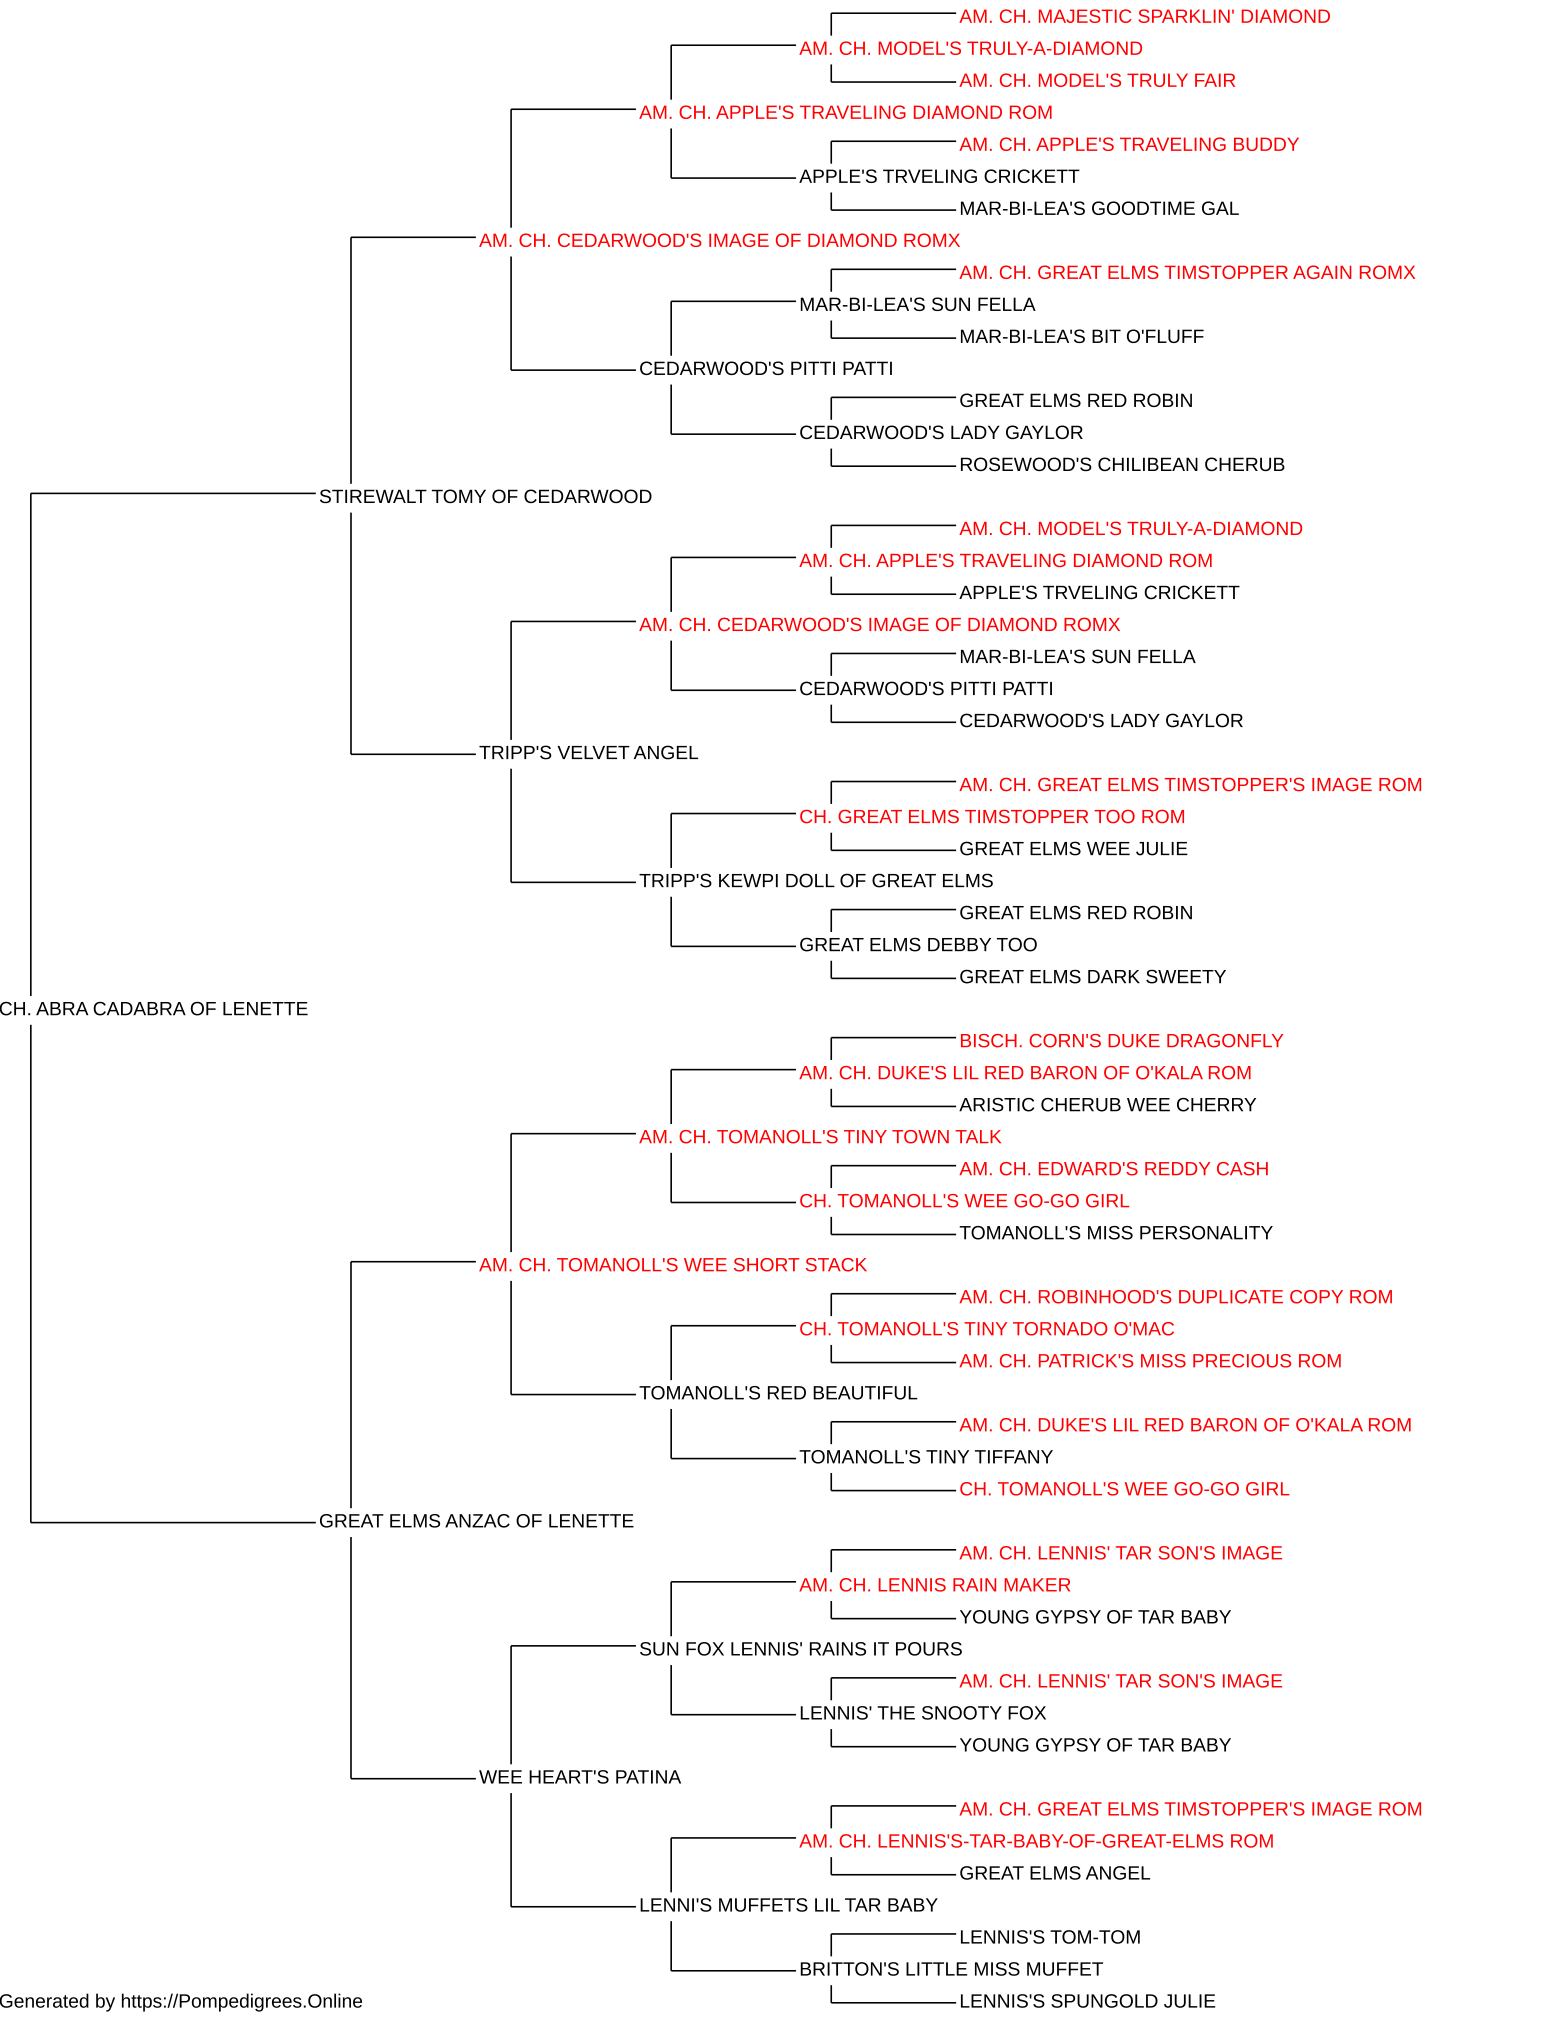 AM. CH. MAJESTIC SPARKLIN' DIAMOND
AM. CH. MODEL'S TRULY-A-DIAMOND
AM. CH. MODEL'S TRULY FAIR
AM. CH. APPLE'S TRAVELING DIAMOND ROM
AM. CH. APPLE'S TRAVELING BUDDY
APPLE'S TRVELING CRICKETT
MAR-BI-LEA'S GOODTIME GAL
AM. CH. CEDARWOOD'S IMAGE OF DIAMOND ROMX
AM. CH. GREAT ELMS TIMSTOPPER AGAIN ROMX
MAR-BI-LEA'S SUN FELLA
MAR-BI-LEA'S BIT O'FLUFF
CEDARWOOD'S PITTI PATTI
GREAT ELMS RED ROBIN
CEDARWOOD'S LADY GAYLOR
ROSEWOOD'S CHILIBEAN CHERUB
STIREWALT TOMY OF CEDARWOOD
AM. CH. MODEL'S TRULY-A-DIAMOND
AM. CH. APPLE'S TRAVELING DIAMOND ROM
APPLE'S TRVELING CRICKETT
AM. CH. CEDARWOOD'S IMAGE OF DIAMOND ROMX
MAR-BI-LEA'S SUN FELLA
CEDARWOOD'S PITTI PATTI
CEDARWOOD'S LADY GAYLOR
TRIPP'S VELVET ANGEL
AM. CH. GREAT ELMS TIMSTOPPER'S IMAGE ROM
CH. GREAT ELMS TIMSTOPPER TOO ROM
GREAT ELMS WEE JULIE
TRIPP'S KEWPI DOLL OF GREAT ELMS
GREAT ELMS RED ROBIN
GREAT ELMS DEBBY TOO
GREAT ELMS DARK SWEETY
CH. ABRA CADABRA OF LENETTE
BISCH. CORN'S DUKE DRAGONFLY
AM. CH. DUKE'S LIL RED BARON OF O'KALA ROM
ARISTIC CHERUB WEE CHERRY
AM. CH. TOMANOLL'S TINY TOWN TALK
AM. CH. EDWARD'S REDDY CASH
CH. TOMANOLL'S WEE GO-GO GIRL
TOMANOLL'S MISS PERSONALITY
AM. CH. TOMANOLL'S WEE SHORT STACK
AM. CH. ROBINHOOD'S DUPLICATE COPY ROM
CH. TOMANOLL'S TINY TORNADO O'MAC
AM. CH. PATRICK'S MISS PRECIOUS ROM
TOMANOLL'S RED BEAUTIFUL
AM. CH. DUKE'S LIL RED BARON OF O'KALA ROM
TOMANOLL'S TINY TIFFANY
CH. TOMANOLL'S WEE GO-GO GIRL
GREAT ELMS ANZAC OF LENETTE
AM. CH. LENNIS' TAR SON'S IMAGE
AM. CH. LENNIS RAIN MAKER
YOUNG GYPSY OF TAR BABY
SUN FOX LENNIS' RAINS IT POURS
AM. CH. LENNIS' TAR SON'S IMAGE
LENNIS' THE SNOOTY FOX
YOUNG GYPSY OF TAR BABY
WEE HEART'S PATINA
AM. CH. GREAT ELMS TIMSTOPPER'S IMAGE ROM
AM. CH. LENNIS'S-TAR-BABY-OF-GREAT-ELMS ROM
GREAT ELMS ANGEL
LENNI'S MUFFETS LIL TAR BABY
LENNIS'S TOM-TOM
BRITTON'S LITTLE MISS MUFFET
LENNIS'S SPUNGOLD JULIE
Generated by https://Pompedigrees.Online